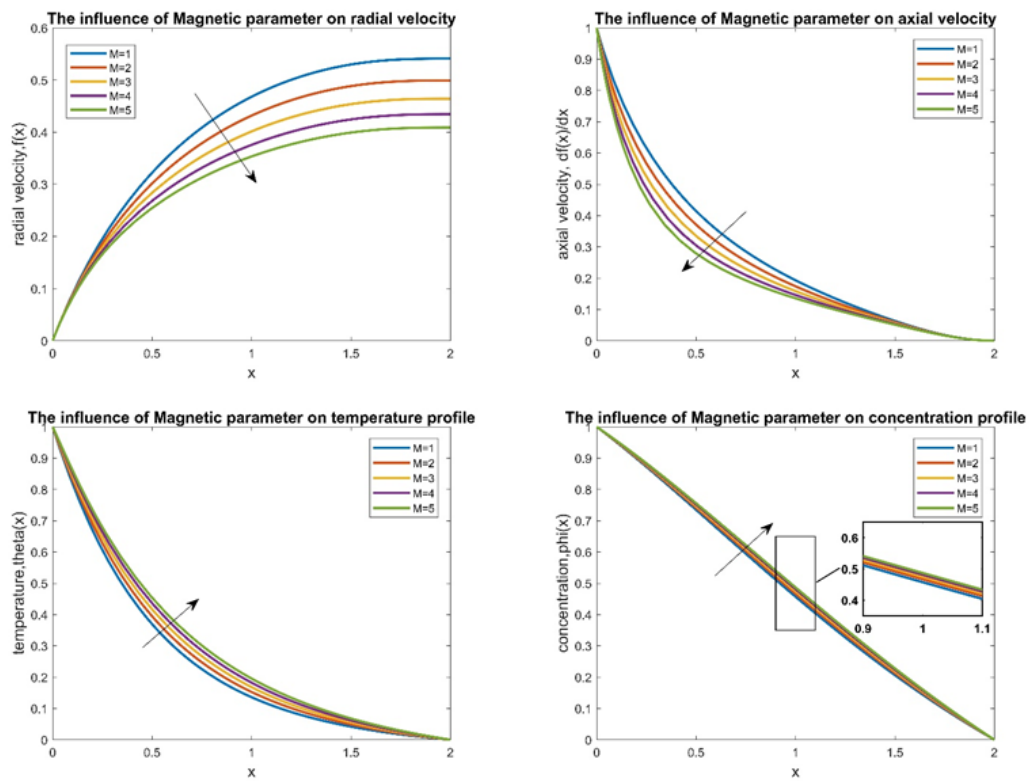 The influence of Magnetic parameter on radial velocity
0.6
0.5
0.4
0.3
0.2
0.1
0
radial velocity,f(x)
M=1
M=2
M=3
M=4
M=5
0
0.5
1
1.5
2
x
The influence of Magnetic parameter on axial velocity
1
0.9
0.8
0.7
0.6
0.5
0.4
0.3
0.2
0.1
0
axial velocity, df(x)/dx
M=1
M=2
M=3
M=4
M=5
0
0.5
1
1.5
2
x
The influence of Magnetic parameter on temperature profile
1
0.9
0.8
0.7
0.6
0.5
0.4
0.3
0.2
0.1
0
temperature,theta(x)
M=1
M=2
M=3
M=4
M=5
0
0.5
1
1.5
2
x
The influence of Magnetic parameter on concentration profile
1
0.9
0.8
0.7
0.6
0.5
0.4
0.3
0.2
0.1
0
concentration,phi(x)
M=1
M=2
M=3
M=4
M=5
0.6
0.5
0.4
0.9
1
1.1
0
0.5
1
1.5
2
x